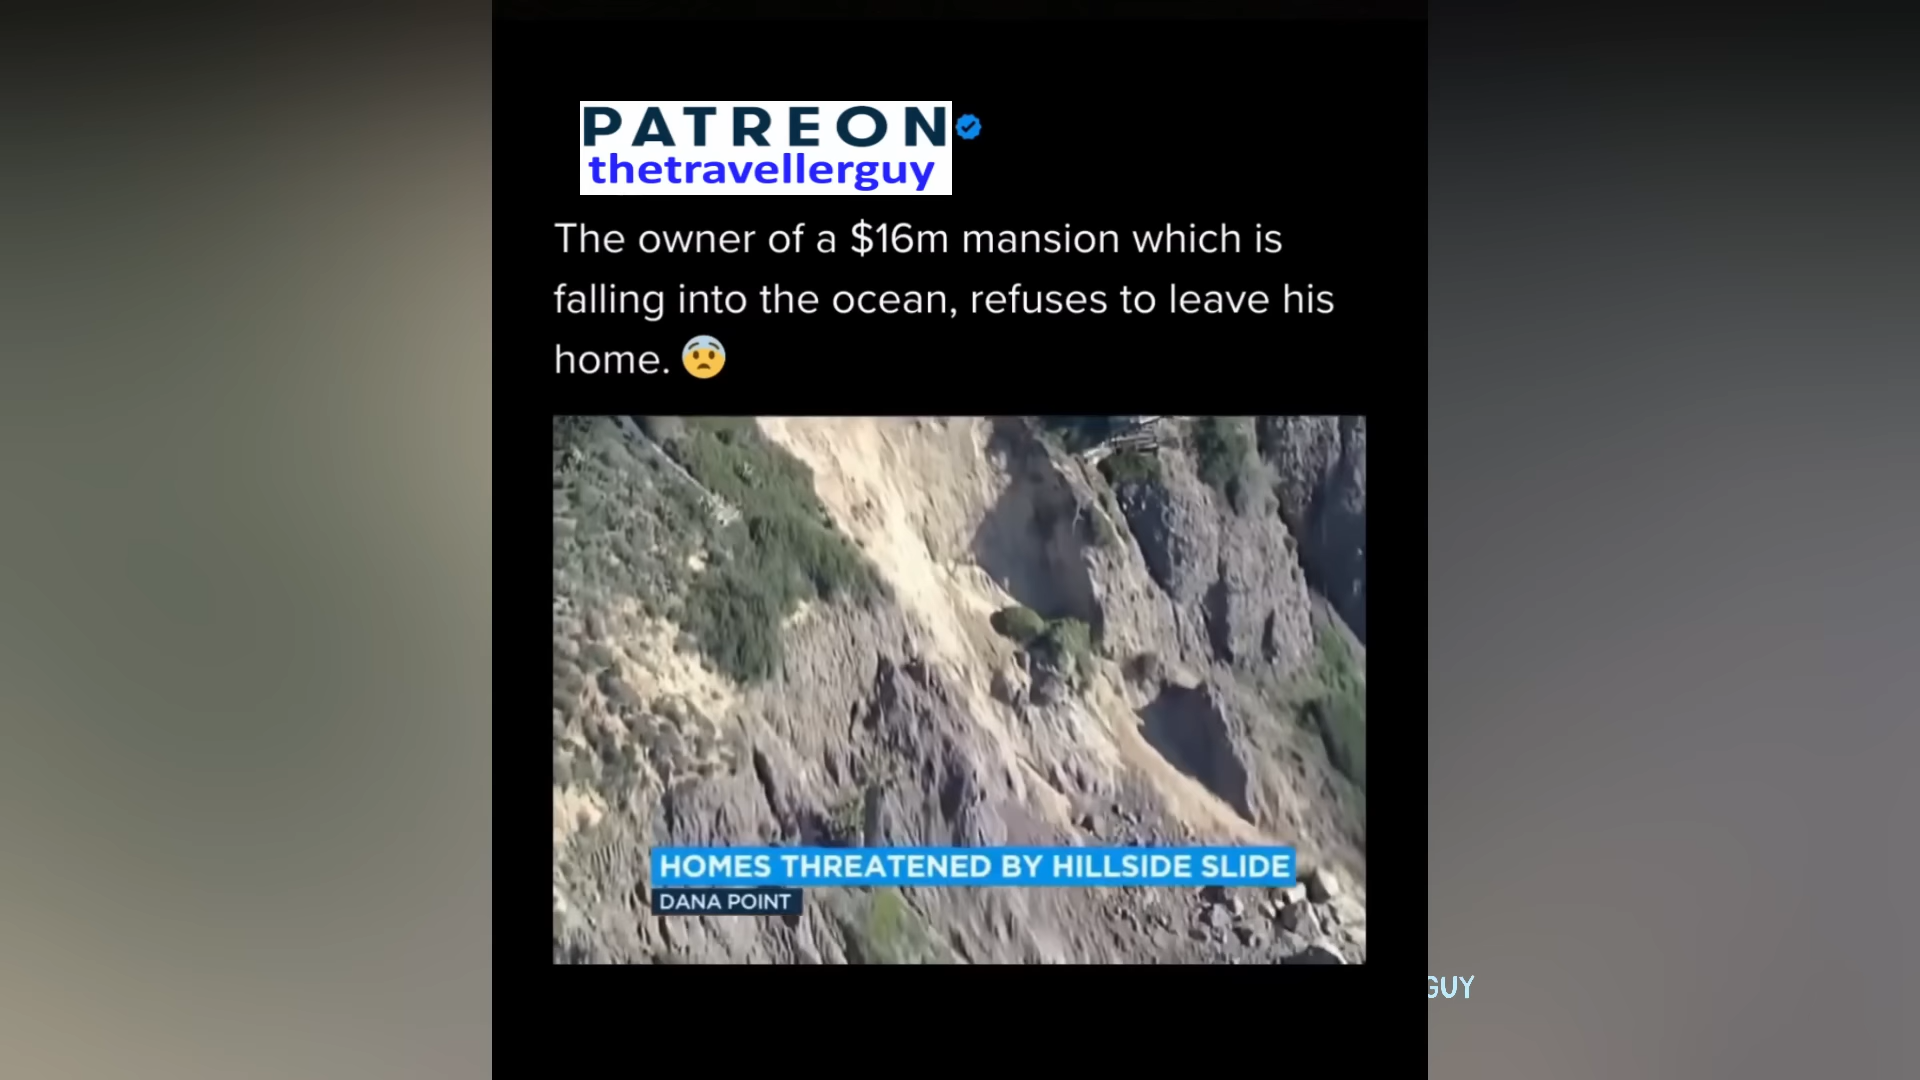 PATREON
thetravellerguy
The owner of a $16m mansion which is
falling into the ocean, refuses to leave his
home. 😨
HOMES THREATENED BY HILLSIDE SLIDE
DANA POINT
GUY